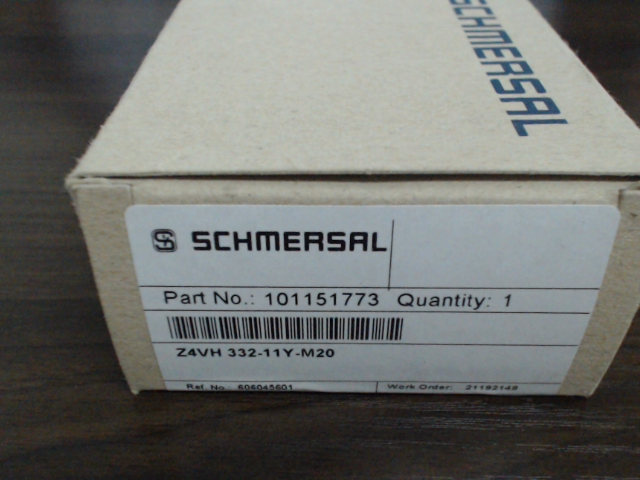 SCHMERSAL
SCHMERSAL
Part No.: 101151773 Quantity: 1
Z4VH 332-11Y-M20
Ref. No.: 606045601 Work Order: 21192148